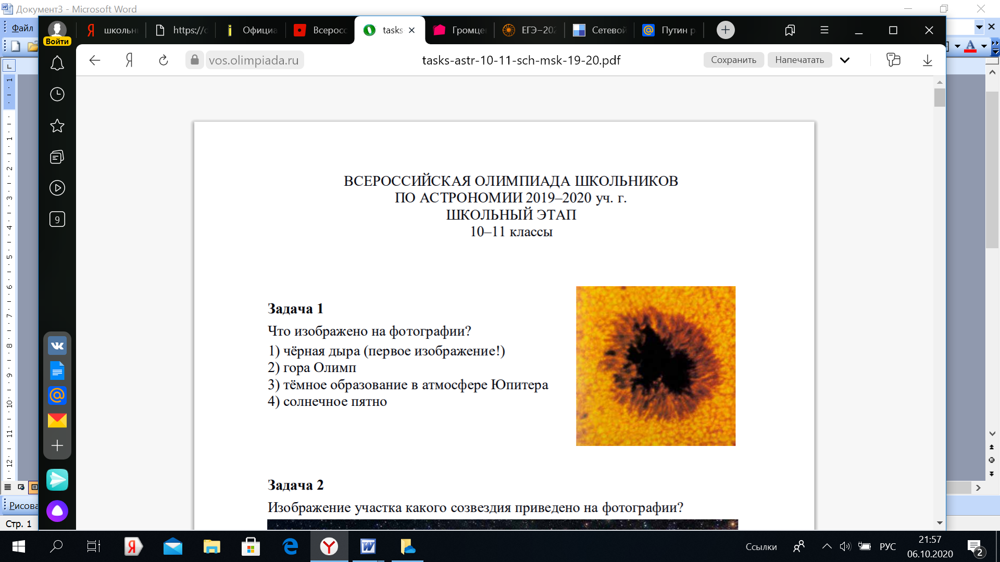 Документ3 - Microsoft Word
Файл
Войти
школьн
https://d
Официа
Всеросс
tasks
Громце
ЕГЭ-202
Сетевой
Путин р
vos.olimpiada.ru
tasks-astr-10-11-sch-msk-19-20.pdf
Сохранить
Напечатать
9
ВСЕРОССИЙСКАЯ ОЛИМПИАДА ШКОЛЬНИКОВ
ПО АСТРОНОМИИ 2019–2020 уч. г.
ШКОЛЬНЫЙ ЭТАП
10–11 классы
Задача 1
Что изображено на фотографии?
1) чёрная дыра (первое изображение!)
2) гора Олимп
3) тёмное образование в атмосфере Юпитера
4) солнечное пятно
Задача 2
Изображение участка какого созвездия приведено на фотографии?
Рисова
Стр. 1
Ссылки
РУС
21:57
06.10.2020
2